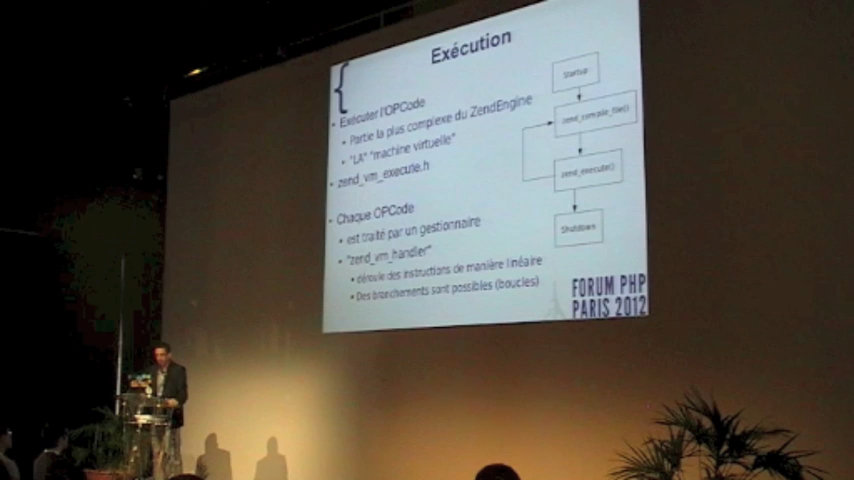 Exécution
{
• Exécuter l'OPCode
• Partie la plus complexe du ZendEngine
• "LA" "machine virtuelle"
• zend_vm_execute.h
• Chaque OPCode
• est traité par un gestionnaire
• "zend_vm_handler"
• déroule des instructions de manière linéaire
• Des branchements sont possibles (boucles)
Startup
zend_compile_file()
zend_execute()
Shutdown
FORUM PHP
PARIS 2012